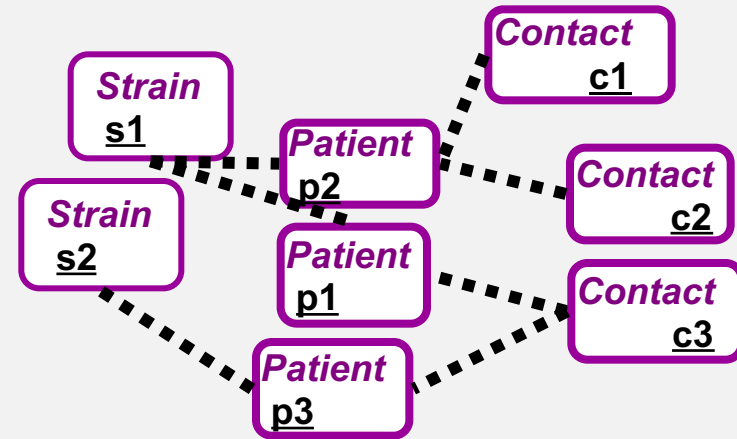 Strain
s1
Strain
s2
Patient
p2
Patient
p1
Patient
p3
Contact
c1
Contact
c2
Contact
c3